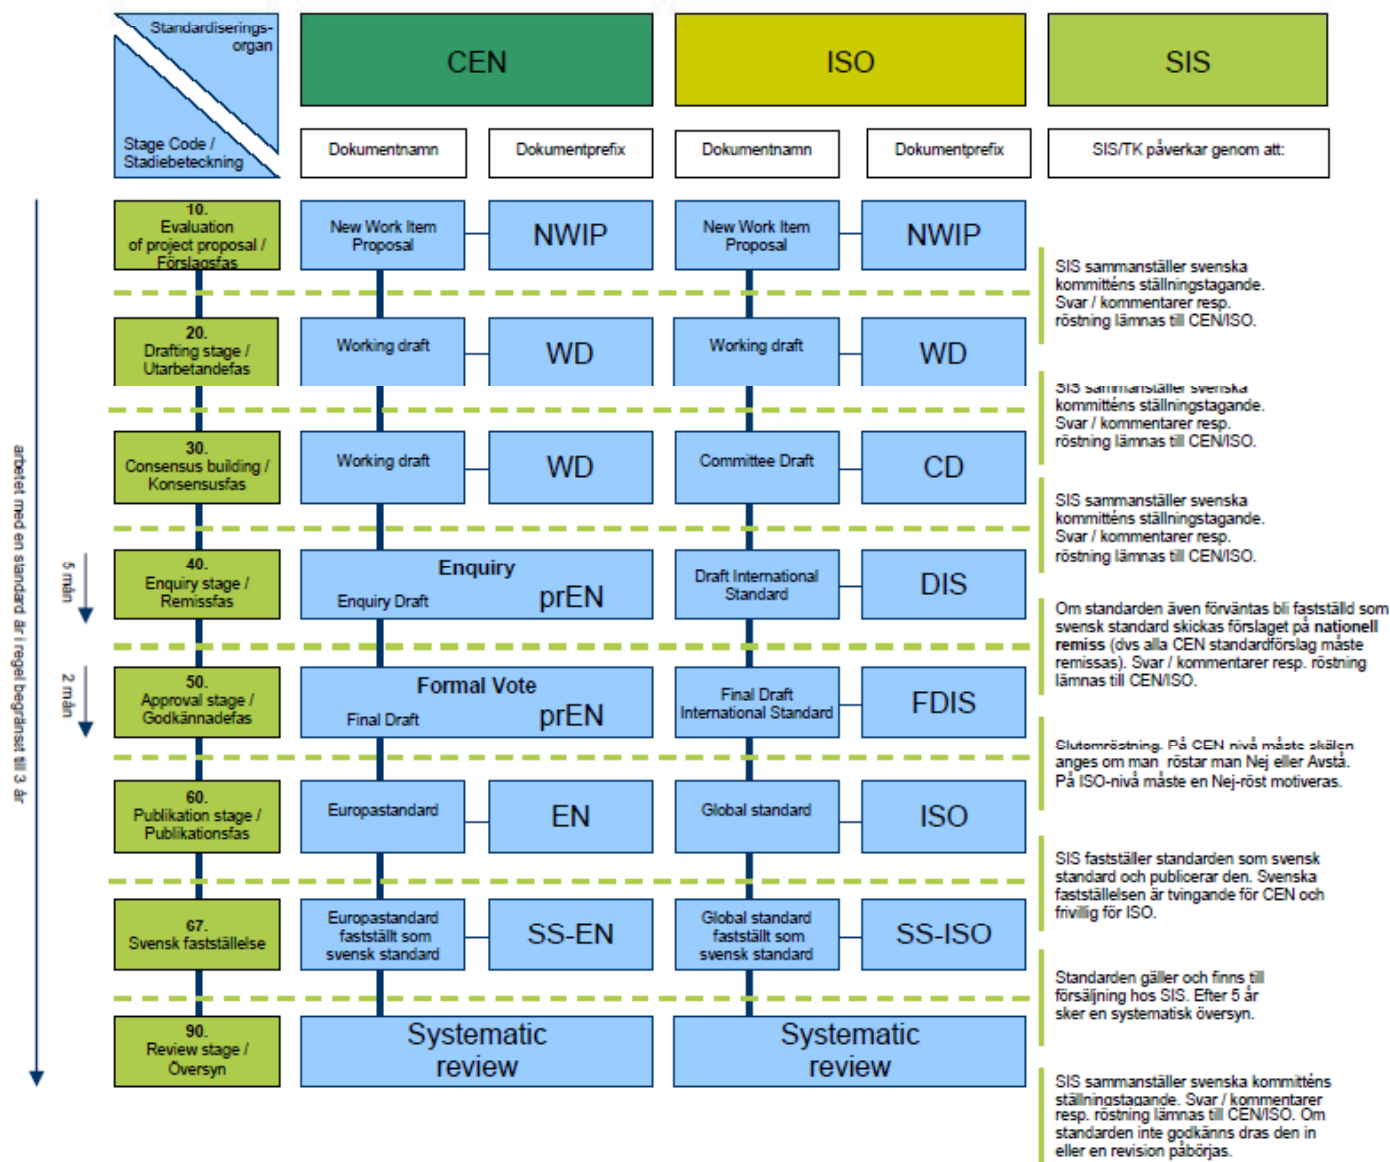 Standardiserings-
organ
Stage Code /
Stadiebeteckning
CEN
ISO
SIS
Dokumentnamn
Dokumentprefix
Dokumentnamn
Dokumentprefix
SIS/TK påverkar genom att:
10.
Evaluation
of project proposal /
Förslagsfas
New Work Item
Proposal
NWIP
New Work Item
Proposal
NWIP
SIS sammanställer svenska
kommitténs ställningstagande.
Svar / kommentarer resp.
röstning lämnas till CEN/ISO.
20.
Drafting stage /
Utarbetandefas
Working draft
WD
Working draft
WD
SIS sammanställer svenska
kommitténs ställningstagande.
Svar / kommentarer resp.
röstning lämnas till CEN/ISO.
30.
Consensus building /
Konsensusfas
Working draft
WD
Committee Draft
CD
SIS sammanställer svenska
kommitténs ställningstagande.
Svar / kommentarer resp.
röstning lämnas till CEN/ISO.
40.
Enquiry stage /
Remissfas
Enquiry
Enquiry Draft prEN
Draft International
Standard
DIS
Om standarden även förväntas bli fastställd som
svensk standard skickas förslaget på nationell
remiss (dvs alla CEN standardförslag måste
remissas). Svar / kommentarer resp. röstning
lämnas till CEN/ISO.
50.
Approval stage /
Godkännadefas
Formal Vote
Final Draft prEN
Final Draft
International Standard
FDIS
Slutomröstning. På CEN nivå måste skälen
anges om man röstar man Nej eller Avstå.
På ISO-nivå måste en Nej-röst motiveras.
60.
Publikation stage /
Publikationsfas
Europastandard
EN
Global standard
ISO
SIS fastställer standarden som svensk
standard och publicerar den. Svenska
fastställelsen är tvingande för CEN och
frivillig för ISO.
67.
Svensk fastställelse
Europastandard
fastställt som
svensk standard
SS-EN
Global standard
fastställt som
svensk standard
SS-ISO
Standarden gäller och finns till
försäljning hos SIS. Efter 5 år
sker en systematisk översyn.
90.
Review stage /
Översyn
Systematic
review
Systematic
review
SIS sammanställer svenska kommitténs
ställningstagande. Svar / kommentarer
resp. röstning lämnas till CEN/ISO. Om
standarden inte godkänns dras den in
eller en revision påbörjas.
5 mån
2 mån
arbetet med en standard är i regel begränsat till 3 år